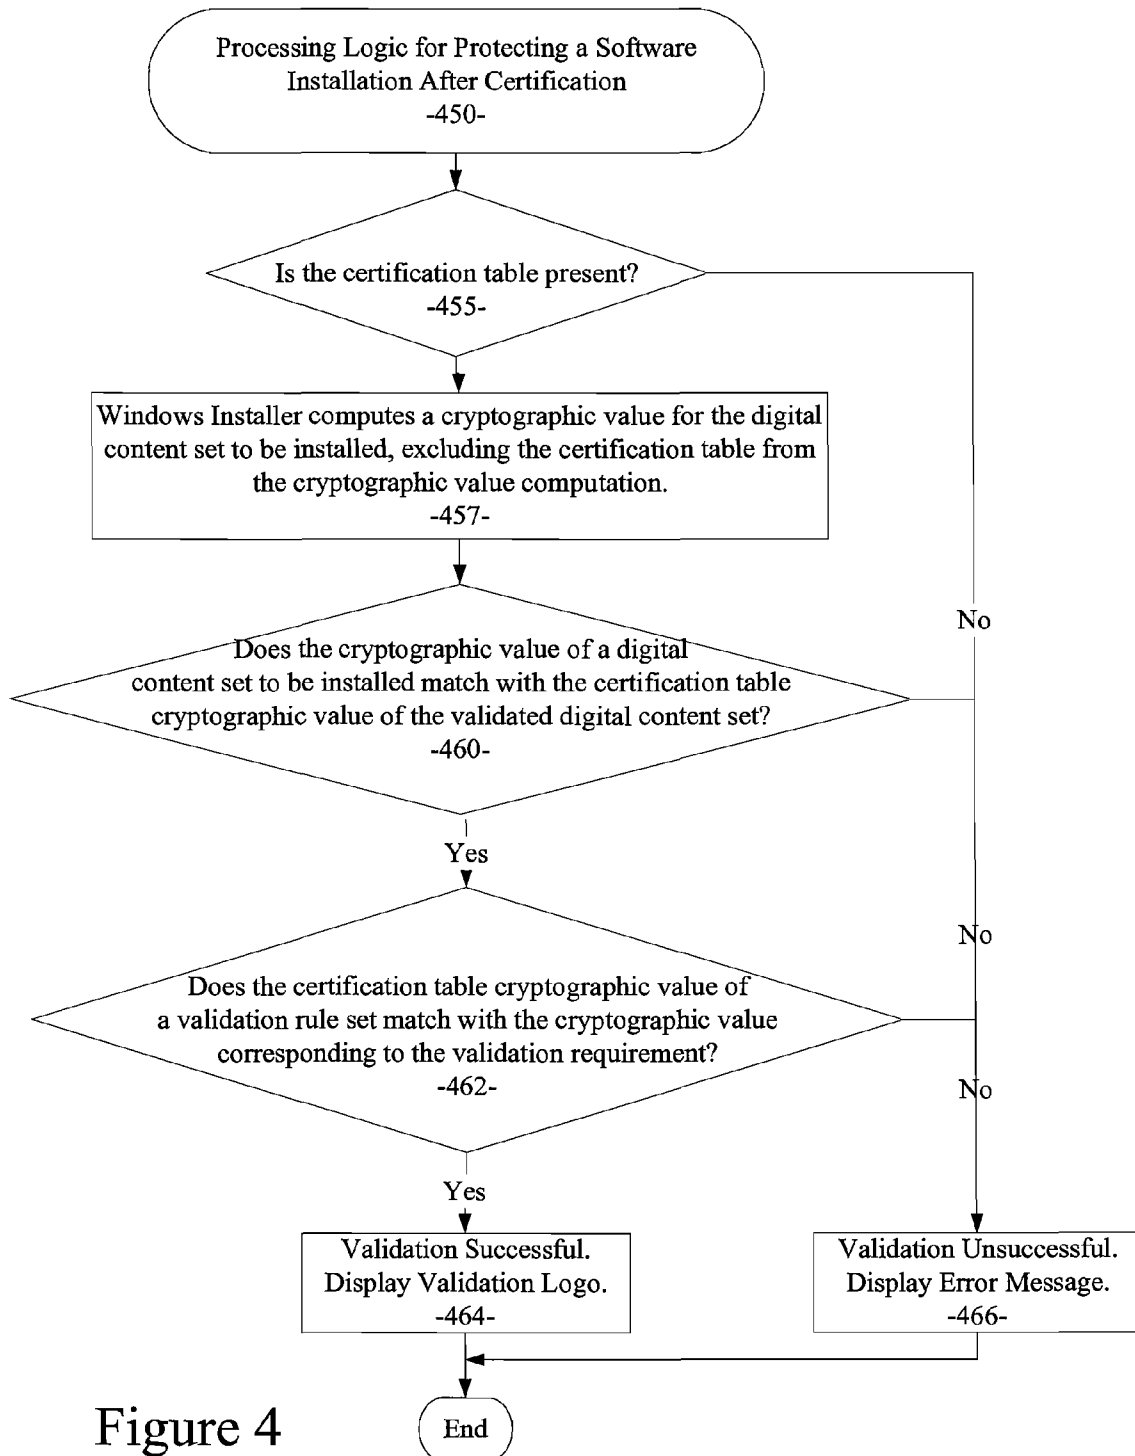 Processing Logic for Protecting a Software
Installation After Certification
-450-
Is the certification table present?
-455-
Windows Installer computes a cryptographic value for the digital
content set to be installed, excluding the certification table from
the cryptographic value computation.
-457-
No
Does the cryptographic value of a digital
content set to be installed match with the certification table
cryptographic value of the validated digital content set?
-460-
Yes
No
Does the certification table cryptographic value of
a validation rule set match with the cryptographic value
corresponding to the validation requirement?
-462-
No
Yes
Validation Successful.
Display Validation Logo.
-464-
Validation Unsuccessful.
Display Error Message.
-466-
End
Figure 4